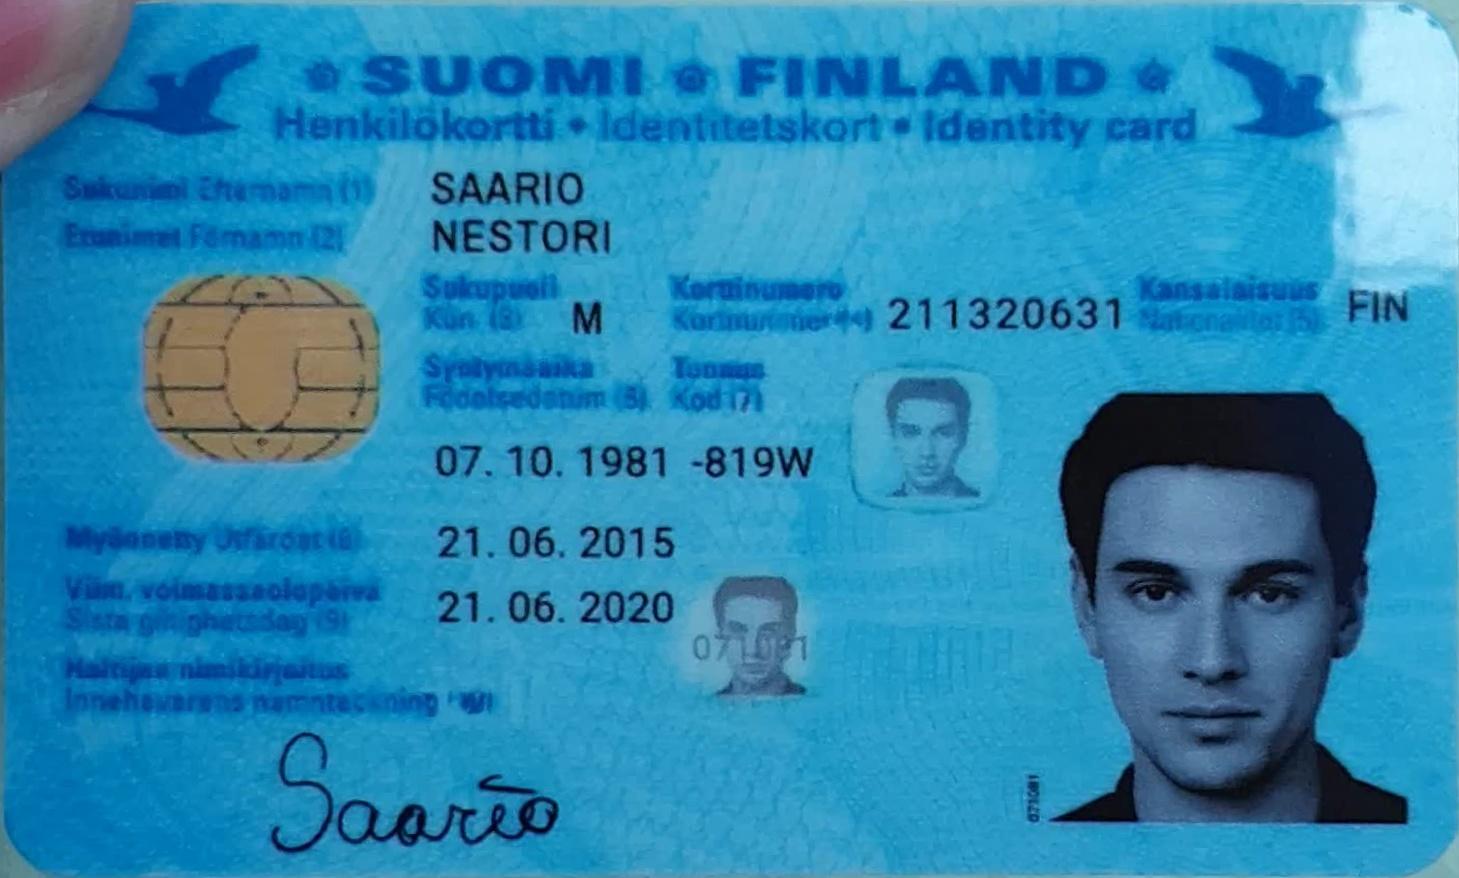 SUOMI FINLAND
Henkilökortti • Identitetskort • Identity card
Sukunimi Efternamn (1) SAARIO
Etunimet Förnamn (2) NESTORI
Sukupuoli Korttinumero Kansalaisuus
Kön (3) M Kortnummer (4) 211320631 Nationalitet (5) FIN
Syntymäaika Tunnus
Födelsedatum (6) Kod (7)
07. 10. 1981 -819W
Myönnetty Utfärdat (8) 21. 06. 2015
Viim. voimassaolopäivä
Sista giltighetsdag (9) 21. 06. 2020
071081
Haltijan nimikirjoitus
Innehavarens namnteckning
Saario
071081